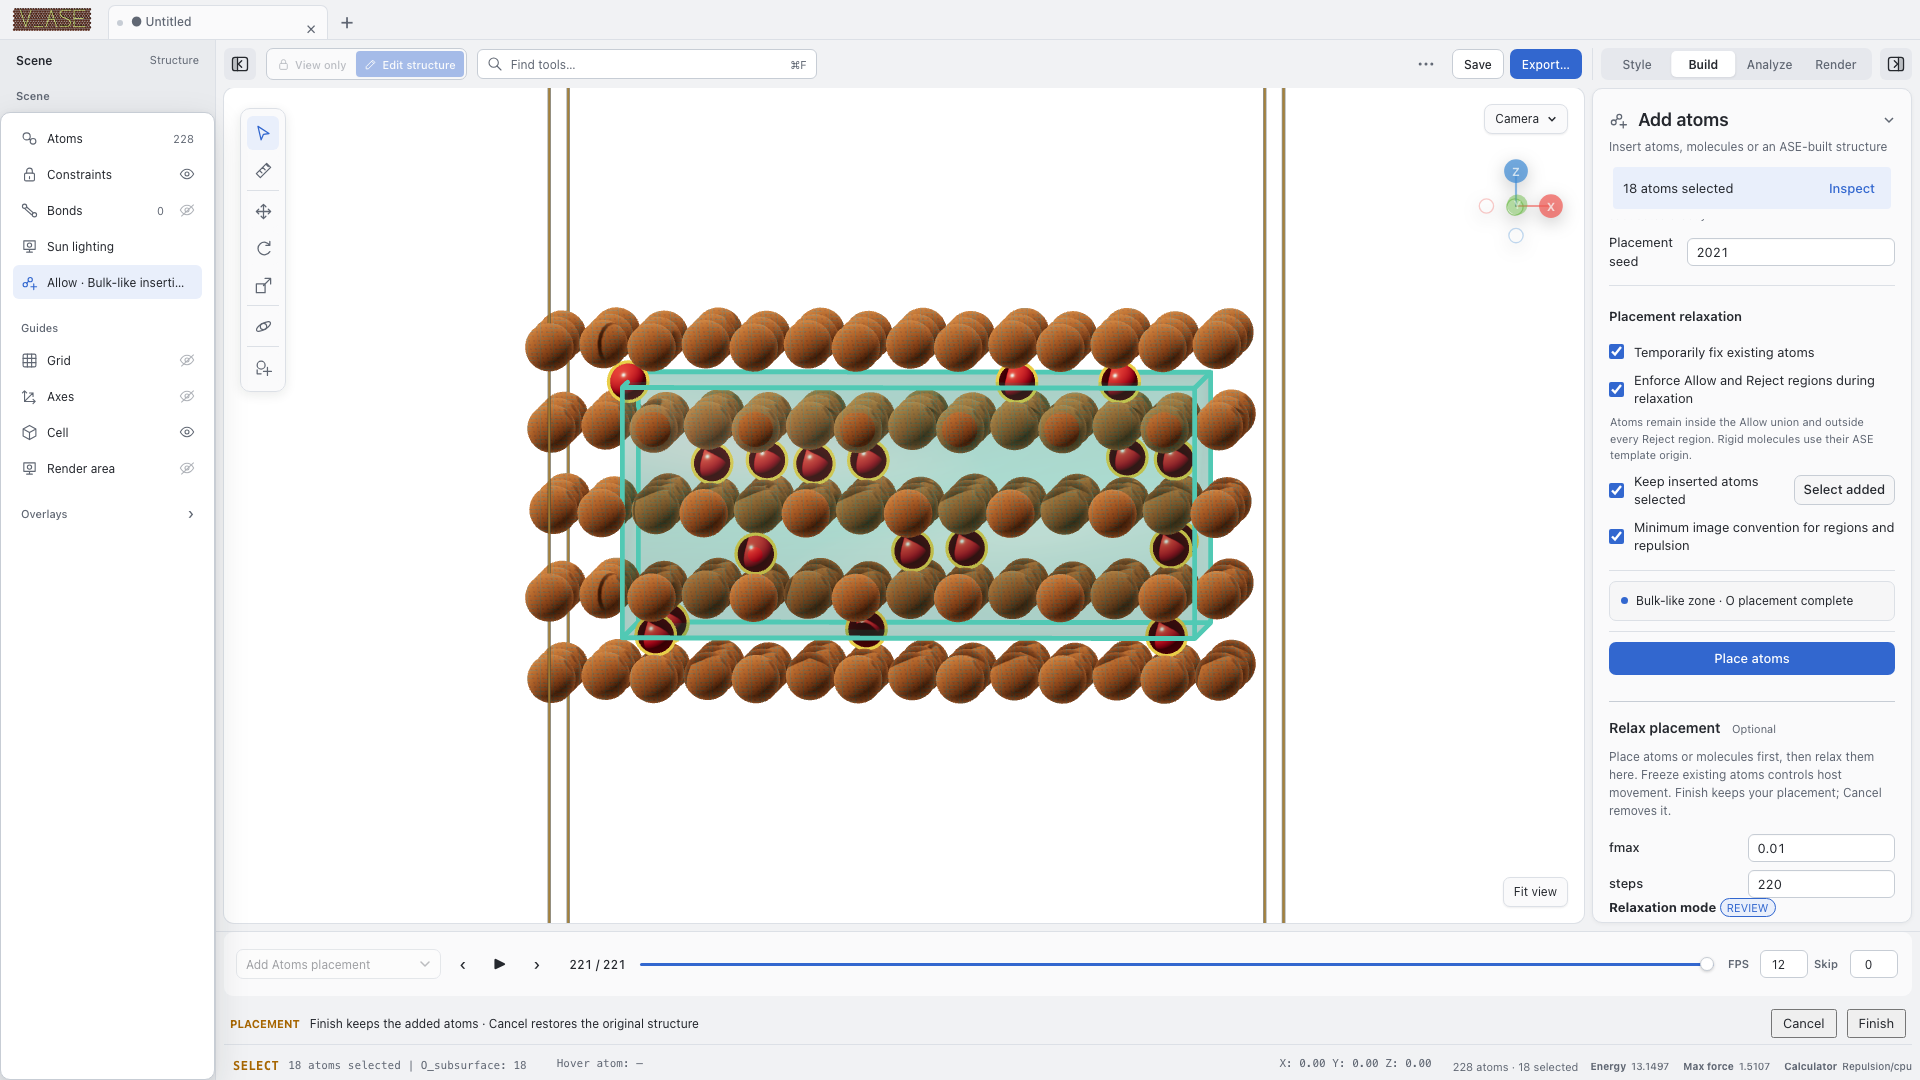 V_ASE
Untitled
Scene
Structure
View only
Edit structure
Find tools...
⌘F
Save
Export...
Style
Build
Analyze
Render
Scene
Atoms
228
Constraints
Bonds
0
Sun lighting
Allow · Bulk-like inserti...
Guides
Grid
Axes
Cell
Render area
Overlays
Camera
Z
X
Fit view
Add atoms
Insert atoms, molecules or an ASE-built structure
18 atoms selected
Inspect
Placement
seed
2021
Placement relaxation
Temporarily fix existing atoms
Enforce Allow and Reject regions during
relaxation
Atoms remain inside the Allow union and outside
every Reject region. Rigid molecules use their ASE
template origin.
Keep inserted atoms
selected
Select added
Minimum image convention for regions and
repulsion
Bulk-like zone · O placement complete
Place atoms
Relax placement Optional
Place atoms or molecules first, then relax them
here. Freeze existing atoms controls host
movement. Finish keeps your placement; Cancel
removes it.
fmax
0.01
steps
220
Relaxation mode REVIEW
Add Atoms placement
221 / 221
FPS
12
Skip
0
PLACEMENT Finish keeps the added atoms · Cancel restores the original structure
Cancel
Finish
SELECT 18 atoms selected | O_subsurface: 18
Hover atom: —
X: 0.00 Y: 0.00 Z: 0.00
228 atoms · 18 selected
Energy 13.1497
Max force 1.5107
Calculator Repulsion/cpu